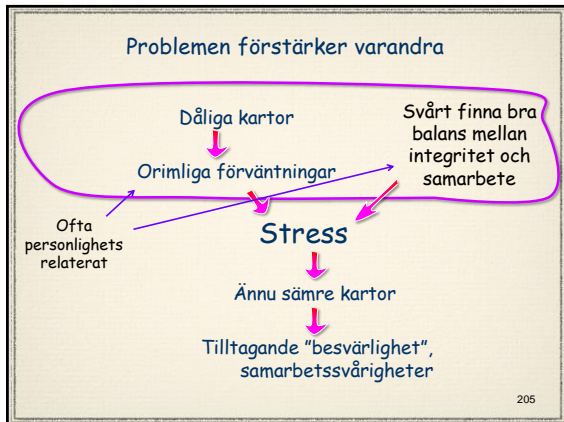 Problemen förstärker varandra
Dåliga kartor
Orimliga förväntningar
Svårt finna bra
balans mellan
integritet och
samarbete
Ofta
personlighets
relaterat
Stress
Ännu sämre kartor
Tilltagande ”besvärlighet”,
samarbetssvårigheter
205